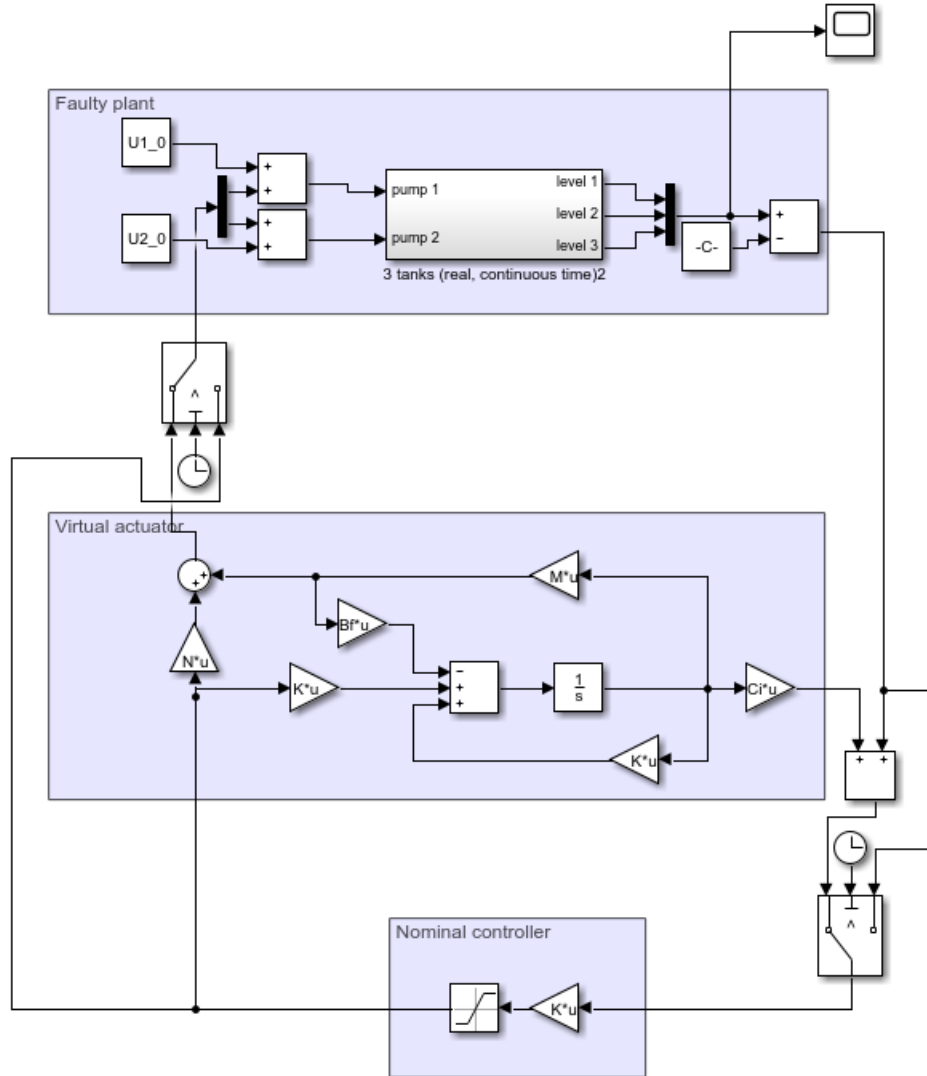 Faulty plant
U1_0
+
+
pump 1
level 1
level 2
+
-C-
−
U2_0
+
+
pump 2
level 3
3 tanks (real, continuous time)2
Virtual actuator
+
+
M*u
Bf*u
N*u
K*u
−
+
+
1
s
Ci*u
K*u
+ +
Nominal controller
K*u